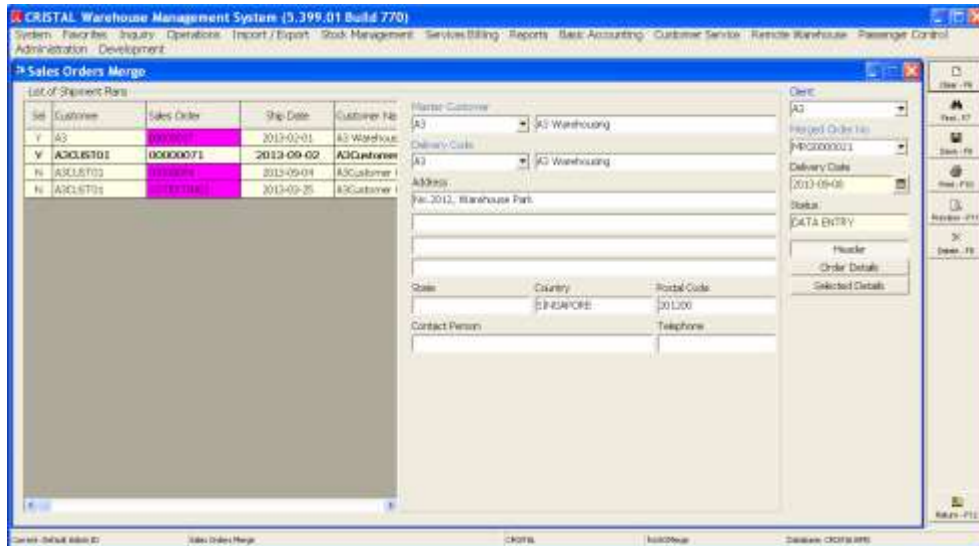 CRISTAL Warehouse Management System (5.399.01 Build 770)
System Favorites Inquiry Operations Import / Export Stock Management Services Billing Reports Basic Accounting Customer Service Remote Warehouse Passenger Control
Administration Development
Sales Orders Merge
List of Shipment Plans
Client
Sel Customer Sales Order Ship Date Customer Na
Master Customer
A3
Y A3 2013-02-01 A3 Warehous
A3 A3 Warehousing
Merged Order No
Y A3CUST01 00000071 2013-09-02 A3Customer
Delivery Code
MRG0000021
N A3CUST01 2013-09-04 A3Customer
A3 A3 Warehousing
Delivery Date
N A3CUST01 2013-03-25 A3Customer
Address
2013-09-08
No.2012, Warehouse Park
Status
DATA ENTRY
Header
Order Details
State Country Postal Code
Selected Details
SINGAPORE 201200
Contact Person Telephone
Clear - F6
Find - F7
Save - F8
Print - F10
Preview - F11
Delete - F9
Return - F12
Sales Orders Merge
CRISTAL
Database: CRISTALWMS